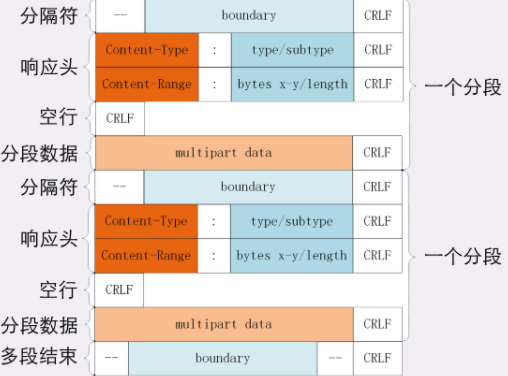 分隔符 -- boundary CRLF
响应头 Content-Type : type/subtype CRLF
Content-Range : bytes x-y/length CRLF
一个分段
空行 CRLF
分段数据 multipart data CRLF
分隔符 -- boundary CRLF
响应头 Content-Type : type/subtype CRLF
Content-Range : bytes x-y/length CRLF
一个分段
空行 CRLF
分段数据 multipart data CRLF
多段结束 -- boundary -- CRLF